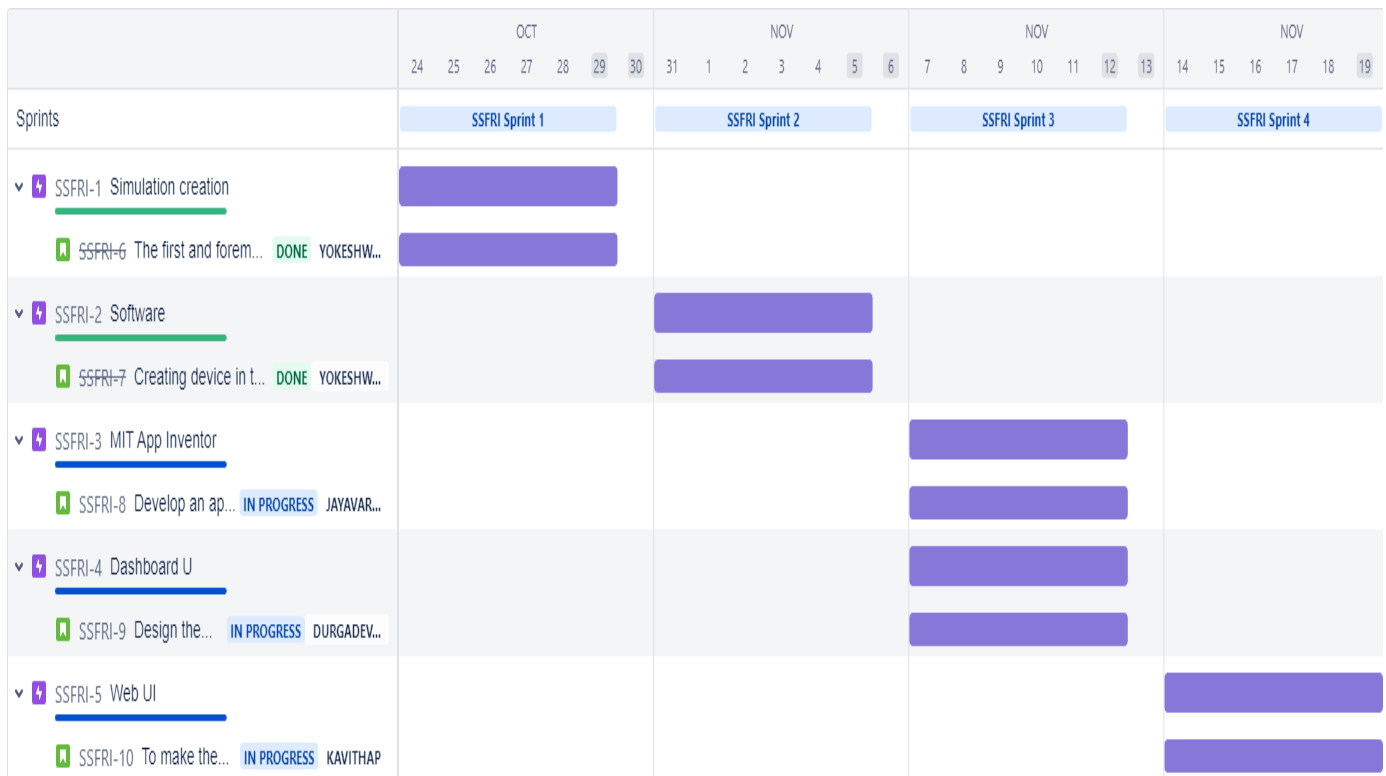 OCT NOV NOV NOV
24 25 26 27 28 29 30 31 1 2 3 4 5 6 7 8 9 10 11 12 13 14 15 16 17 18 19
Sprints SSFRI Sprint 1 SSFRI Sprint 2 SSFRI Sprint 3 SSFRI Sprint 4
SSFRI-1 Simulation creation
SSFRI-6 The first and forem... DONE YOKESHW...
SSFRI-2 Software
SSFRI-7 Creating device in t... DONE YOKESHW...
SSFRI-3 MIT App Inventor
SSFRI-8 Develop an ap... IN PROGRESS JAYAVAR...
SSFRI-4 Dashboard U
SSFRI-9 Design the... IN PROGRESS DURGADEV...
SSFRI-5 Web UI
SSFRI-10 To make the... IN PROGRESS KAVITHAP